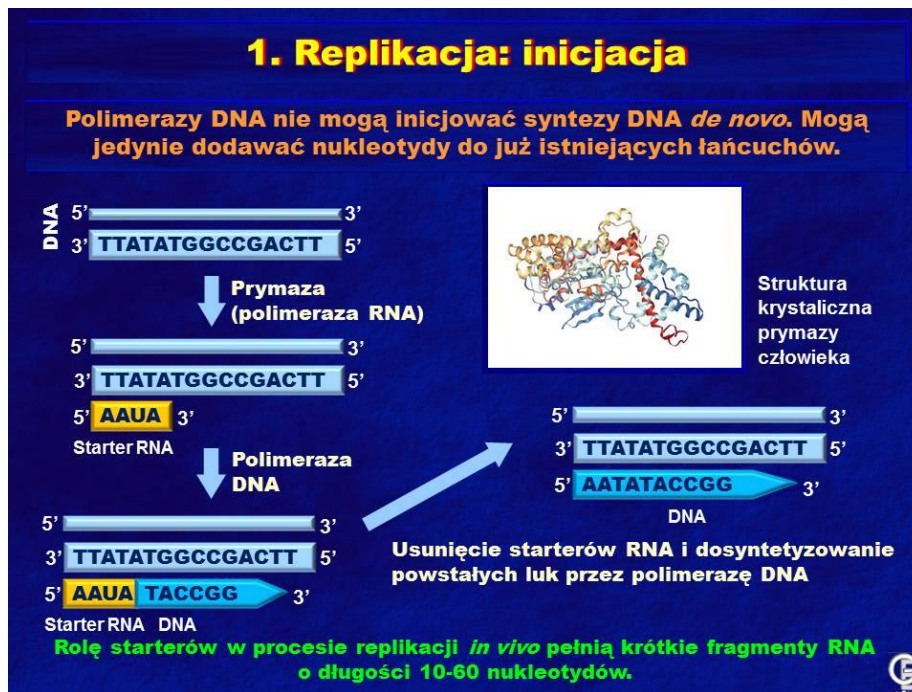 1. Replikacja: inicjacja
Polimerazy DNA nie mogą inicjować syntezy DNA de novo. Mogą
jedynie dodawać nukleotydy do już istniejących łańcuchów.
DNA
5’ 3’
3’ TTATATGGCCGACTT 5’
Prymaza
(polimeraza RNA)
5’ 3’
3’ TTATATGGCCGACTT 5’
5’ AAUA 3’
Starter RNA
Polimeraza
DNA
5’ 3’
3’ TTATATGGCCGACTT 5’
5’ AAUA TACCGG 3’
Starter RNA DNA
Struktura
krystaliczna
prymazy
człowieka
5’ 3’
3’ TTATATGGCCGACTT 5’
5’ AATATACCGG 3’
DNA
Usunięcie starterów RNA i dosyntetyzowanie
powstałych luk przez polimerazę DNA
Rolę starterów w procesie replikacji in vivo pełnią krótkie fragmenty RNA
o długości 10-60 nukleotydów.